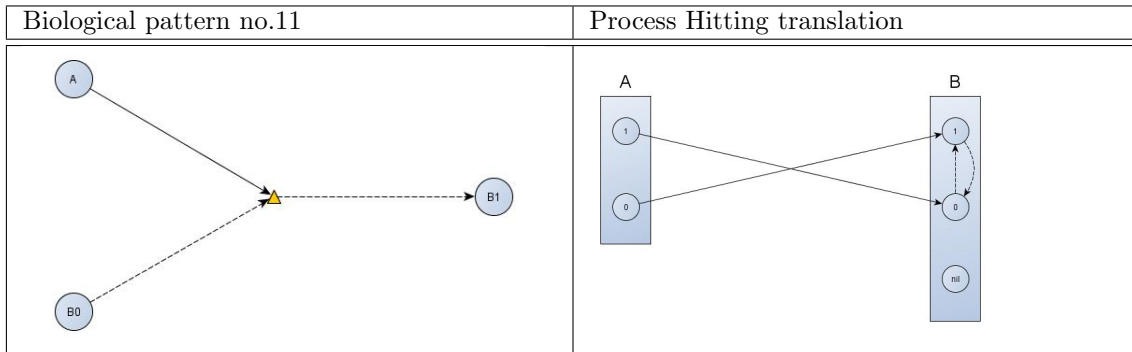 Biological pattern no.11
Process Hitting translation
A
B0
B1
A
1
0
B
1
0
nil